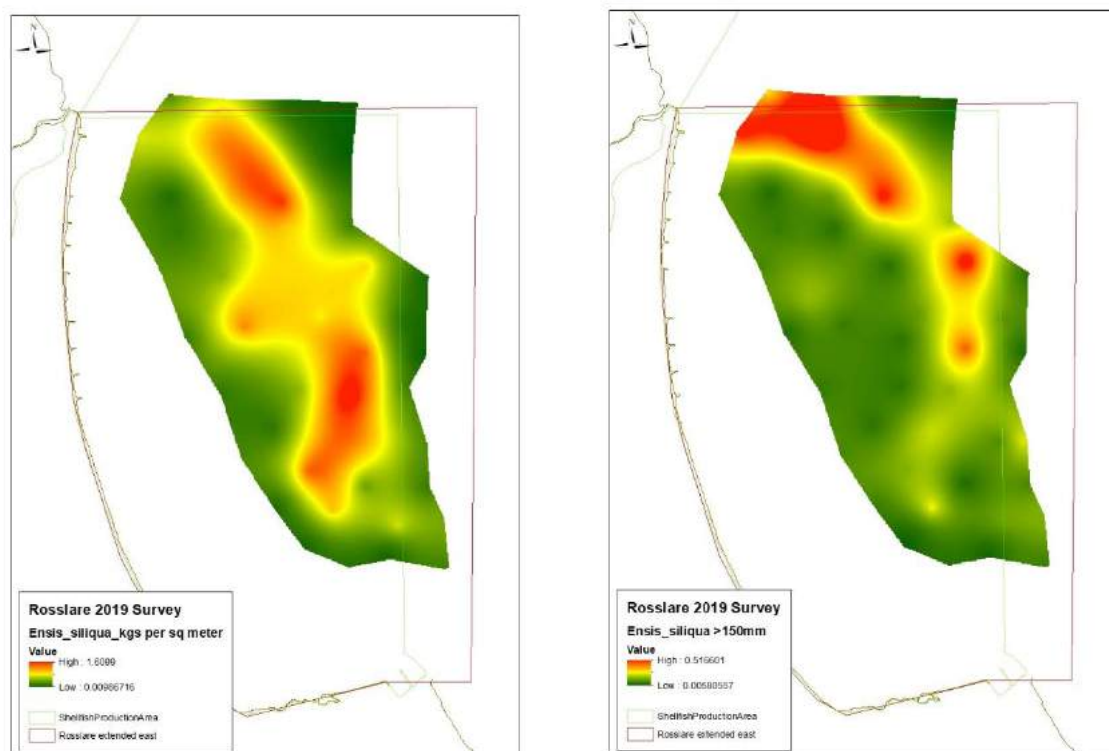 N
Rosslare 2019 Survey
Ensis_siliqua_kgs per sq meter
Value
High : 1.6099
Low : 0.00986716
ShellfishProductionArea
Rosslare extended east
N
Rosslare 2019 Survey
Ensis_siliqua >150mm
Value
High : 0.516601
Low : 0.00580557
ShellfishProductionArea
Rosslare extended east